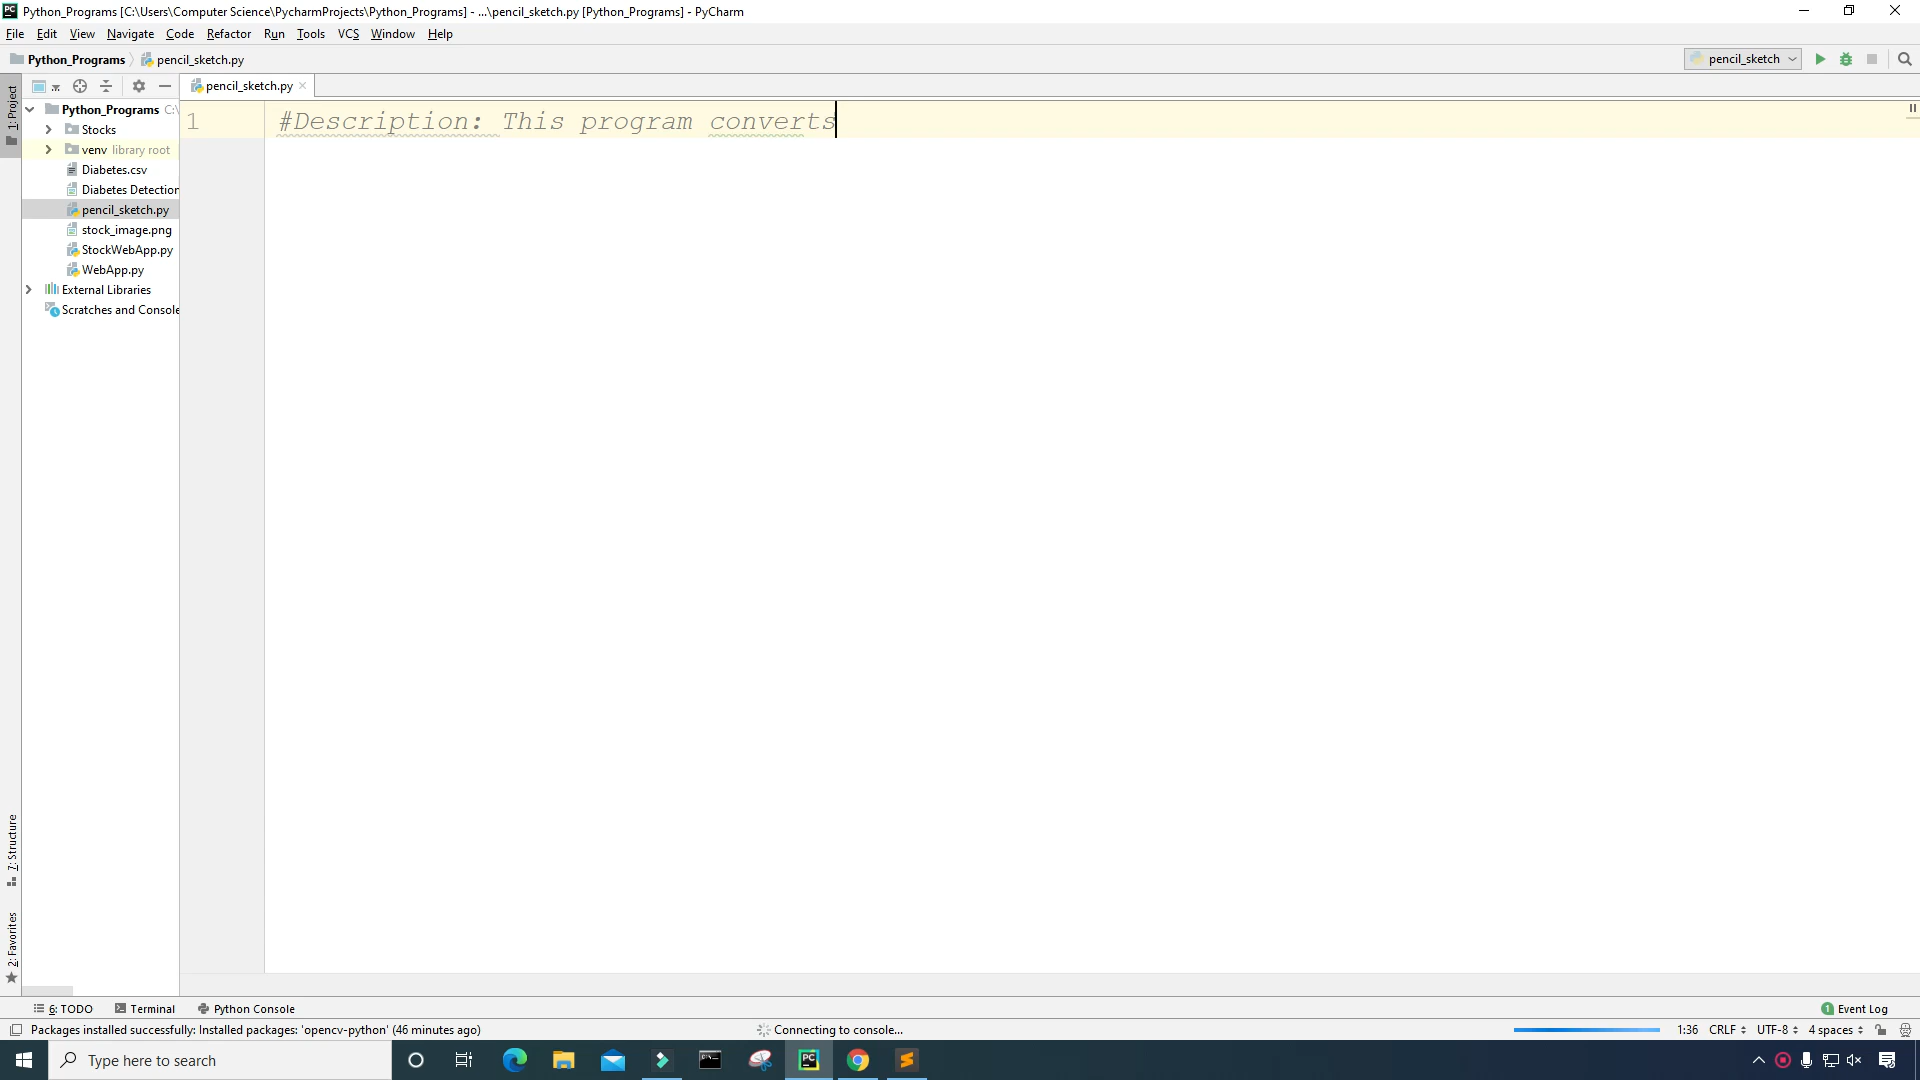 Python_Programs [C:\Users\Computer Science\PycharmProjects\Python_Programs] - ...\pencil_sketch.py [Python_Programs] - PyCharm
File Edit View Navigate Code Refactor Run Tools VCS Window Help
Python_Programs pencil_sketch.py pencil_sketch
pencil_sketch.py
1: Project
Python_Programs C:\
Stocks
venv library root
Diabetes.csv
Diabetes Detection
pencil_sketch.py
stock_image.png
StockWebApp.py
WebApp.py
External Libraries
Scratches and Console
1 #Description: This program converts
7: Structure
2: Favorites
6: TODO Terminal Python Console 1 Event Log
Packages installed successfully: Installed packages: 'opencv-python' (46 minutes ago) Connecting to console... 1:36 CRLF UTF-8 4 spaces
Type here to search